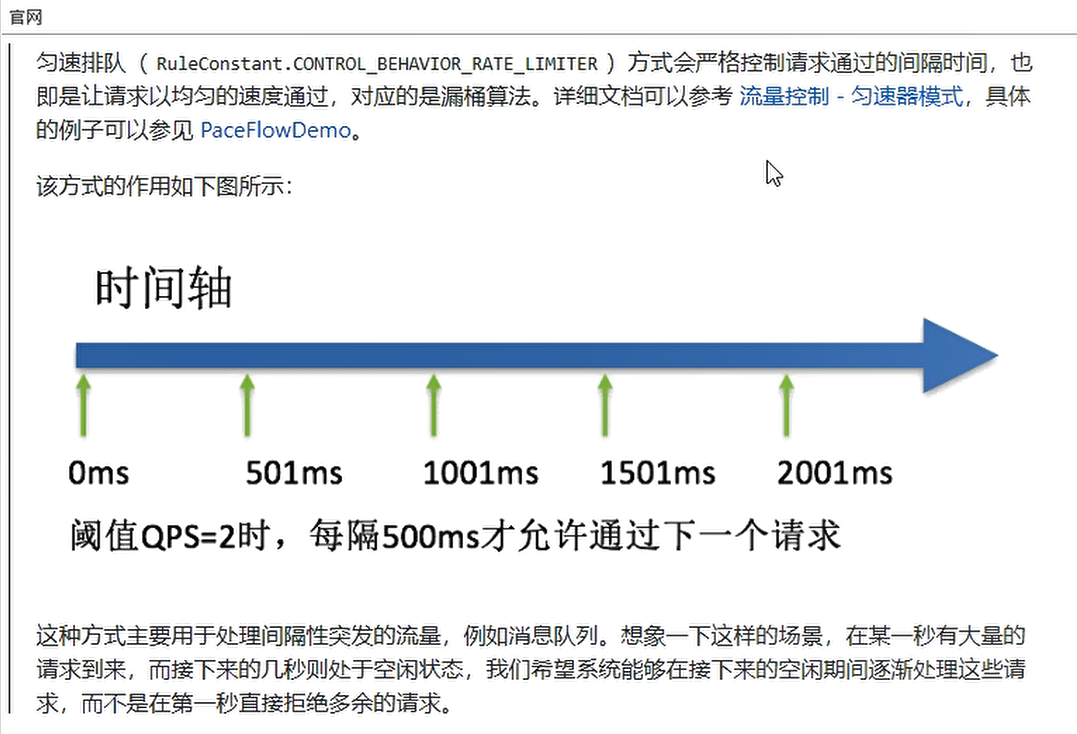 官网
匀速排队（ RuleConstant.CONTROL_BEHAVIOR_RATE_LIMITER ）方式会严格控制请求通过的间隔时间，也
即是让请求以均匀的速度通过，对应的是漏桶算法。详细文档可以参考 流量控制 - 匀速器模式，具体
的例子可以参见 PaceFlowDemo。
该方式的作用如下图所示：
时间轴
0ms 501ms 1001ms 1501ms 2001ms
阈值QPS=2时，每隔500ms才允许通过下一个请求
这种方式主要用于处理间隔性突发的流量，例如消息队列。想象一下这样的场景，在某一秒有大量的
请求到来，而接下来的几秒则处于空闲状态，我们希望系统能够在接下来的空闲期间逐渐处理这些请
求，而不是在第一秒直接拒绝多余的请求。